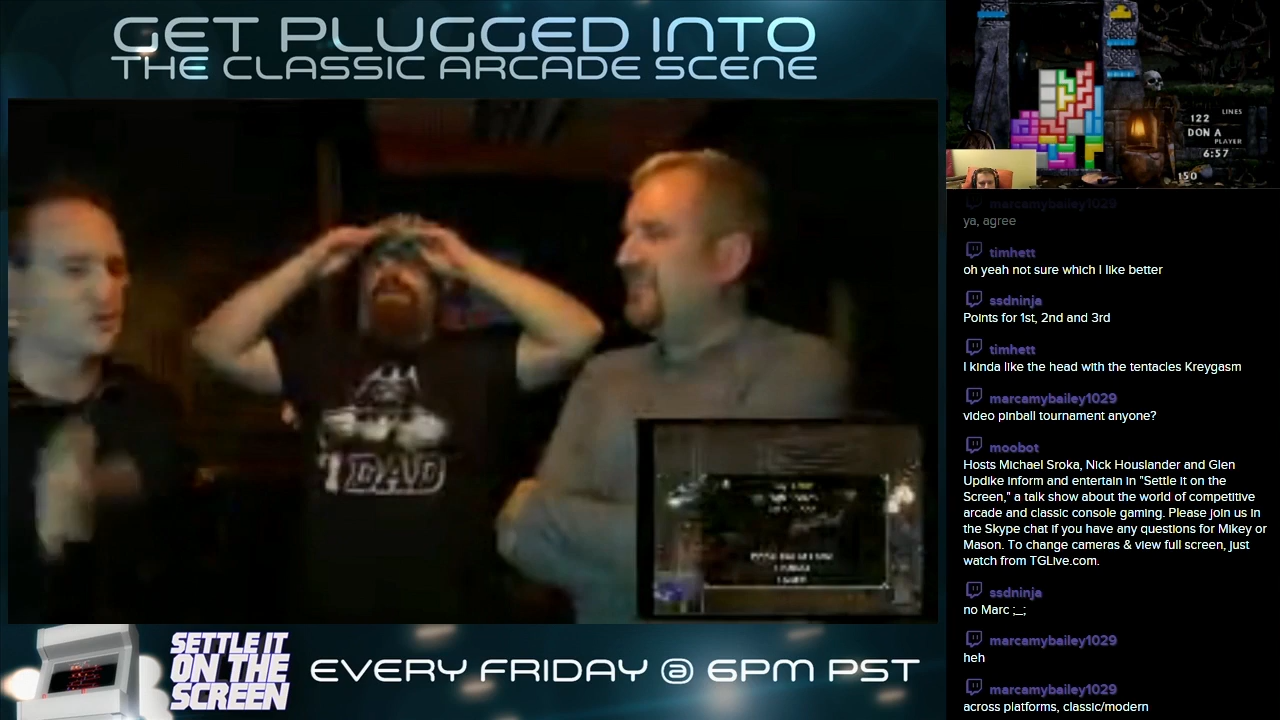 GET PLUGGED INTO
THE CLASSIC ARCADE SCENE
DAD
SETTLE IT
ON THE
SCREEN
EVERY FRIDAY @ 6PM PST
LINES
122
DON A
PLAYER
6:57
150
marcamybailey1029
ya, agree
timhett
oh yeah not sure which I like better
ssdninja
Points for 1st, 2nd and 3rd
timhett
I kinda like the head with the tentacles Kreygasm
marcamybailey1029
video pinball tournament anyone?
moobot
Hosts Michael Sroka, Nick Houslander and Glen
Updike inform and entertain in "Settle it on the
Screen," a talk show about the world of competitive
arcade and classic console gaming. Please join us in
the Skype chat if you have any questions for Mikey or
Mason. To change cameras & view full screen, just
watch from TGLive.com.
ssdninja
no Marc ;_;
marcamybailey1029
heh
marcamybailey1029
across platforms, classic/modern